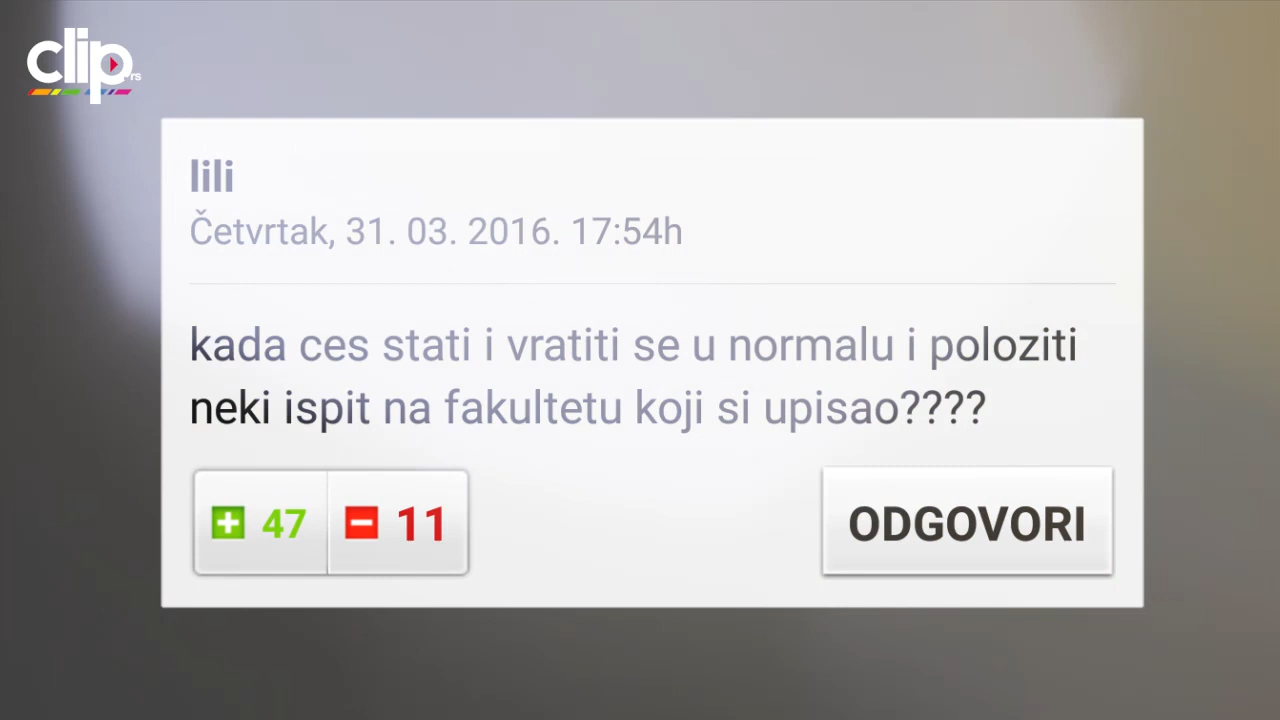 clip.rs
lili
Četvrtak, 31. 03. 2016. 17:54h
kada ces stati i vratiti se u normalu i poloziti
neki ispit na fakultetu koji si upisao????
47 11 ODGOVORI